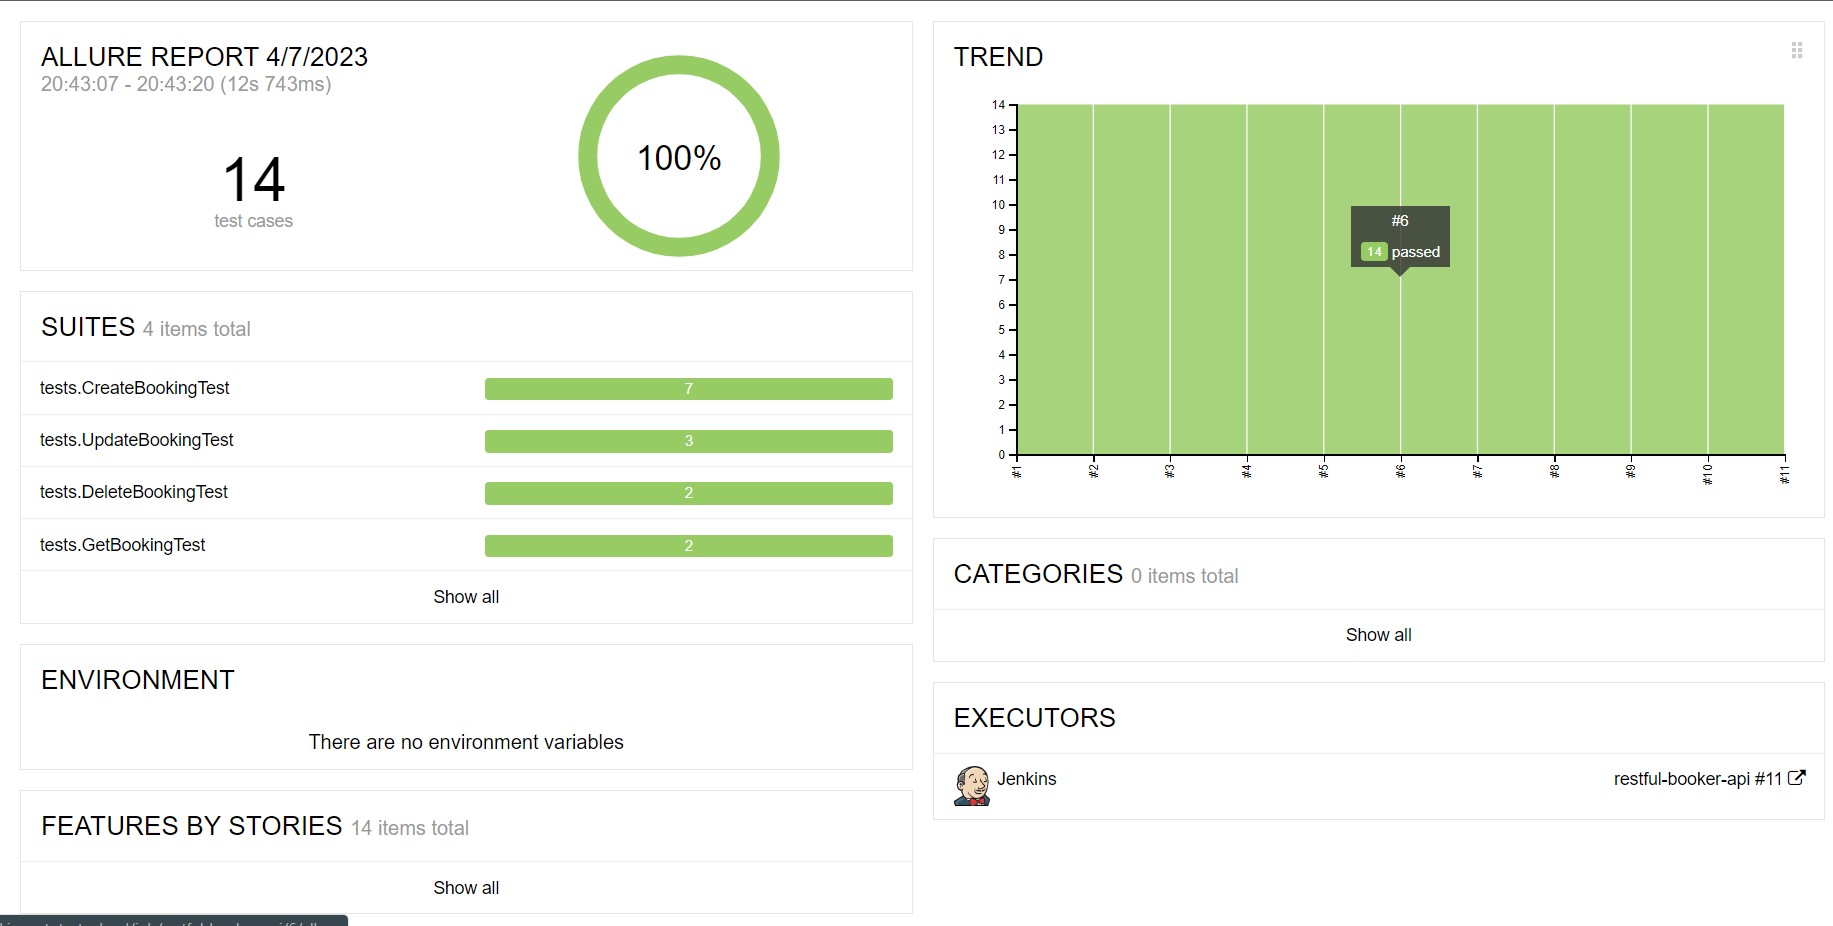 ALLURE REPORT 4/7/2023
20:43:07 - 20:43:20 (12s 743ms)
14
test cases
100%
SUITES 4 items total
tests.CreateBookingTest 7
tests.UpdateBookingTest 3
tests.DeleteBookingTest 2
tests.GetBookingTest 2
Show all
ENVIRONMENT
There are no environment variables
FEATURES BY STORIES 14 items total
Show all
TREND
14
13
12
11
10
9
8
7
6
5
4
3
2
1
0
#6
14 passed
#1 #2 #3 #4 #5 #6 #7 #8 #9 #10 #11
CATEGORIES 0 items total
Show all
EXECUTORS
Jenkins restful-booker-api #11